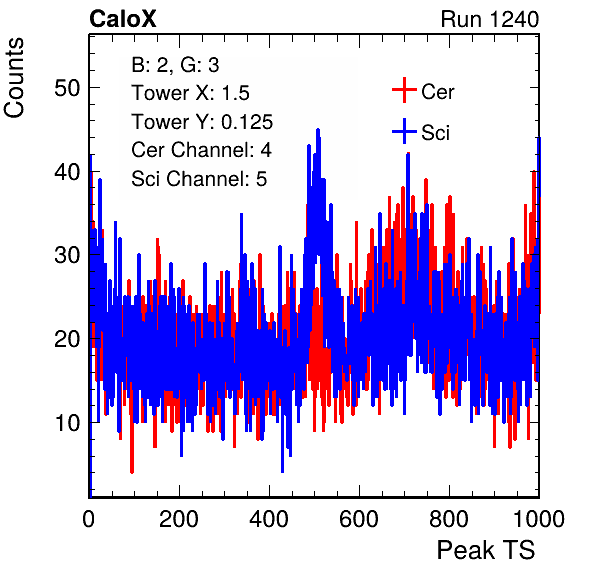 CaloX Run 1240
Counts
B: 2, G: 3
Tower X: 1.5
Tower Y: 0.125
Cer Channel: 4
Sci Channel: 5
Cer
Sci
50
40
30
20
10
0 200 400 600 800 1000
Peak TS